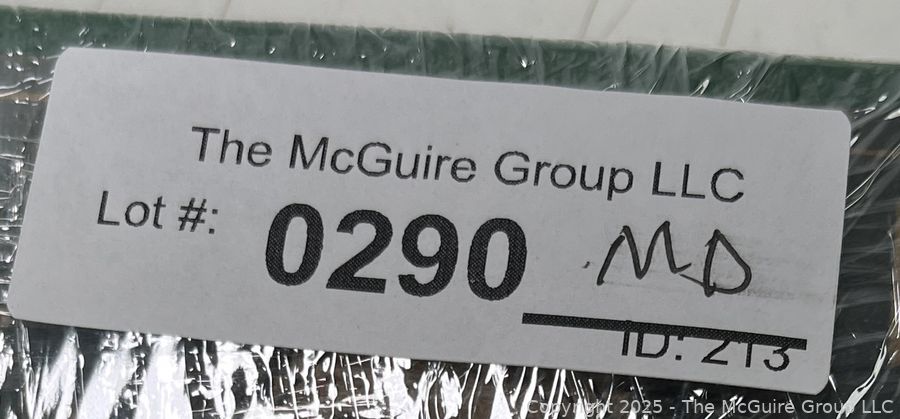 The McGuire Group LLC
Lot #: 0290 MD
ID: 213
Copyright 2025 - The McGuire Group LLC